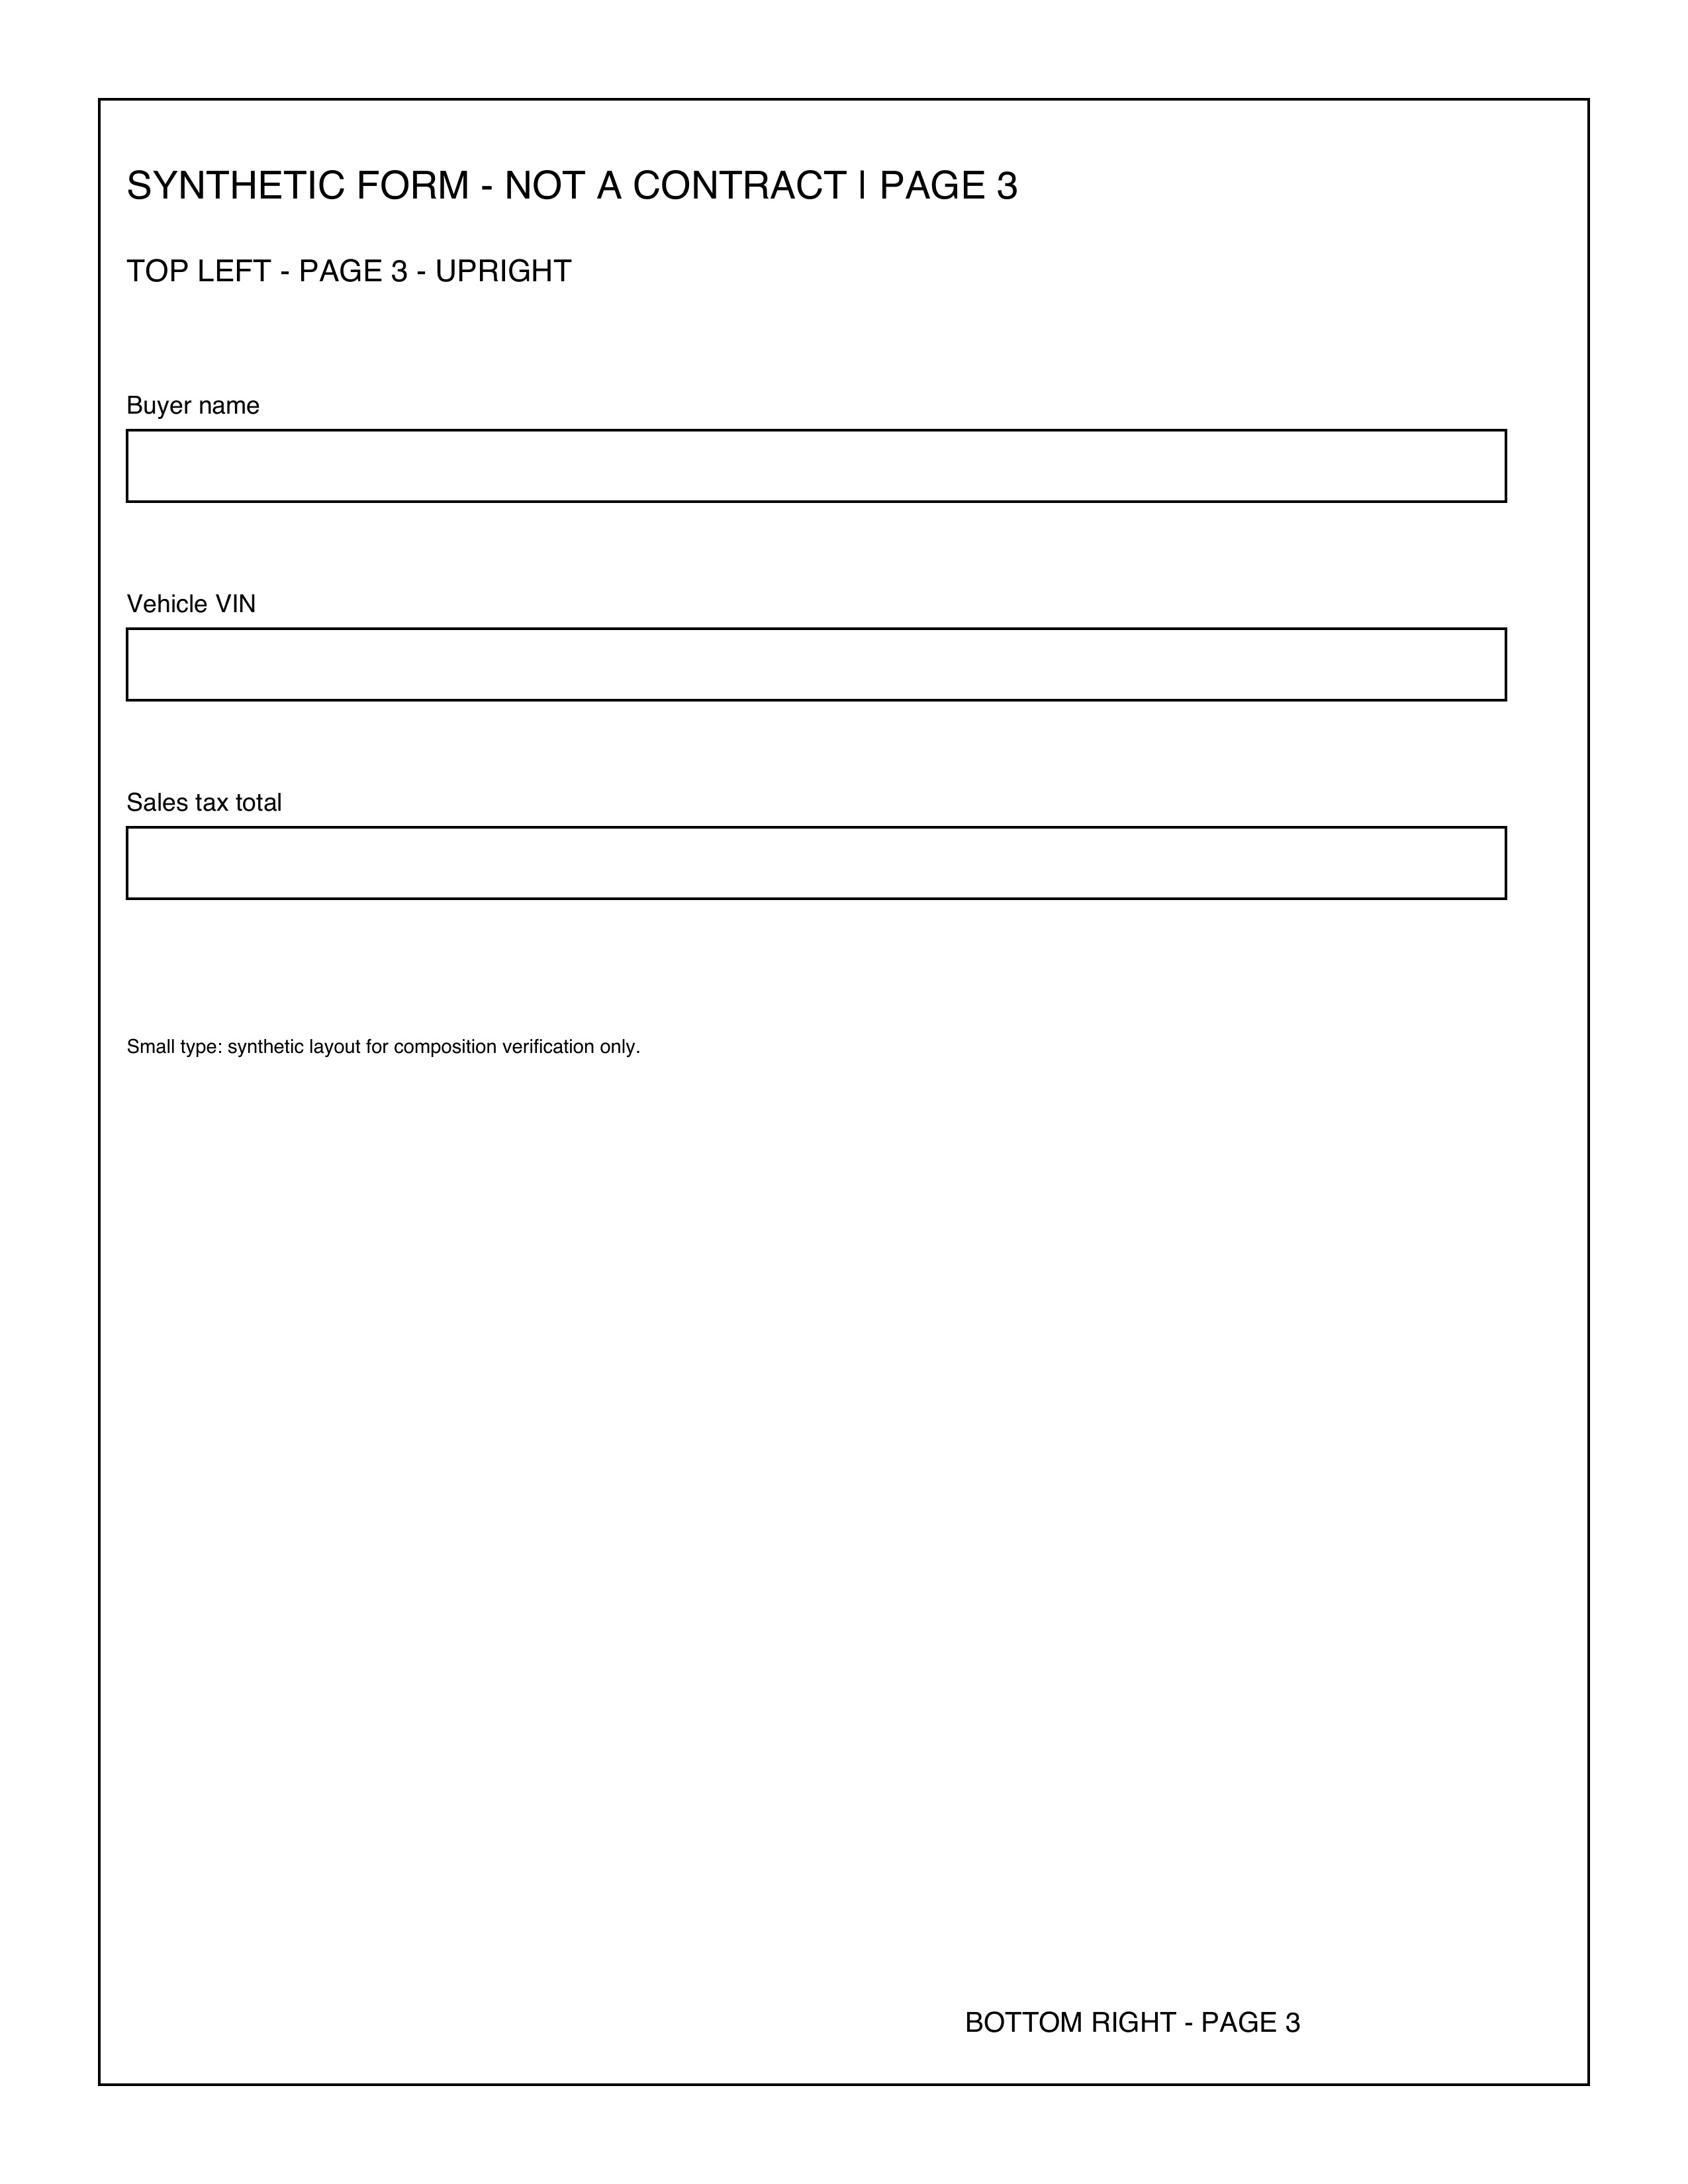 SYNTHETIC FORM - NOT A CONTRACT | PAGE 3
TOP LEFT - PAGE 3 - UPRIGHT
Buyer name
Vehicle VIN
Sales tax total
Small type: synthetic layout for composition verification only.
BOTTOM RIGHT - PAGE 3